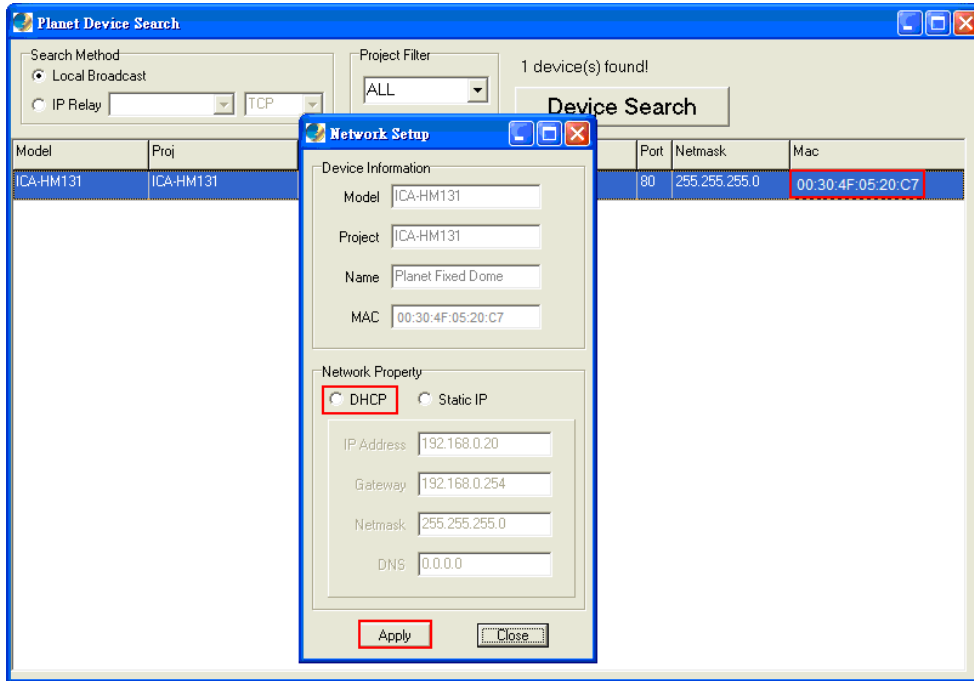 Planet Device Search
Search Method
Local Broadcast
IP Relay
TCP
Project Filter
ALL
1 device(s) found!
Device Search
Model Proj Port Netmask Mac
ICA-HM131 ICA-HM131 80 255.255.255.0 00:30:4F:05:20:C7
Network Setup
Device Information
Model ICA-HM131
Project ICA-HM131
Name Planet Fixed Dome
MAC 00:30:4F:05:20:C7
Network Property
DHCP Static IP
IP Address 192.168.0.20
Gateway 192.168.0.254
Netmask 255.255.255.0
DNS 0.0.0.0
Apply Close